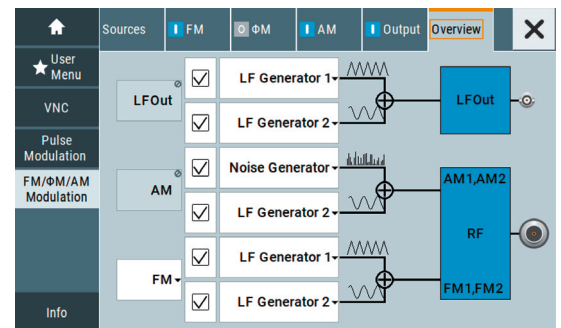 Sources
I FM
O ΦM
I AM
I Output
Overview
User
Menu
VNC
Pulse
Modulation
FM/ΦM/AM
Modulation
Info
LFOut
LF Generator 1
LF Generator 2
LFOut
AM
Noise Generator
LF Generator 2
AM1,AM2
RF
FM
LF Generator 1
LF Generator 2
FM1,FM2